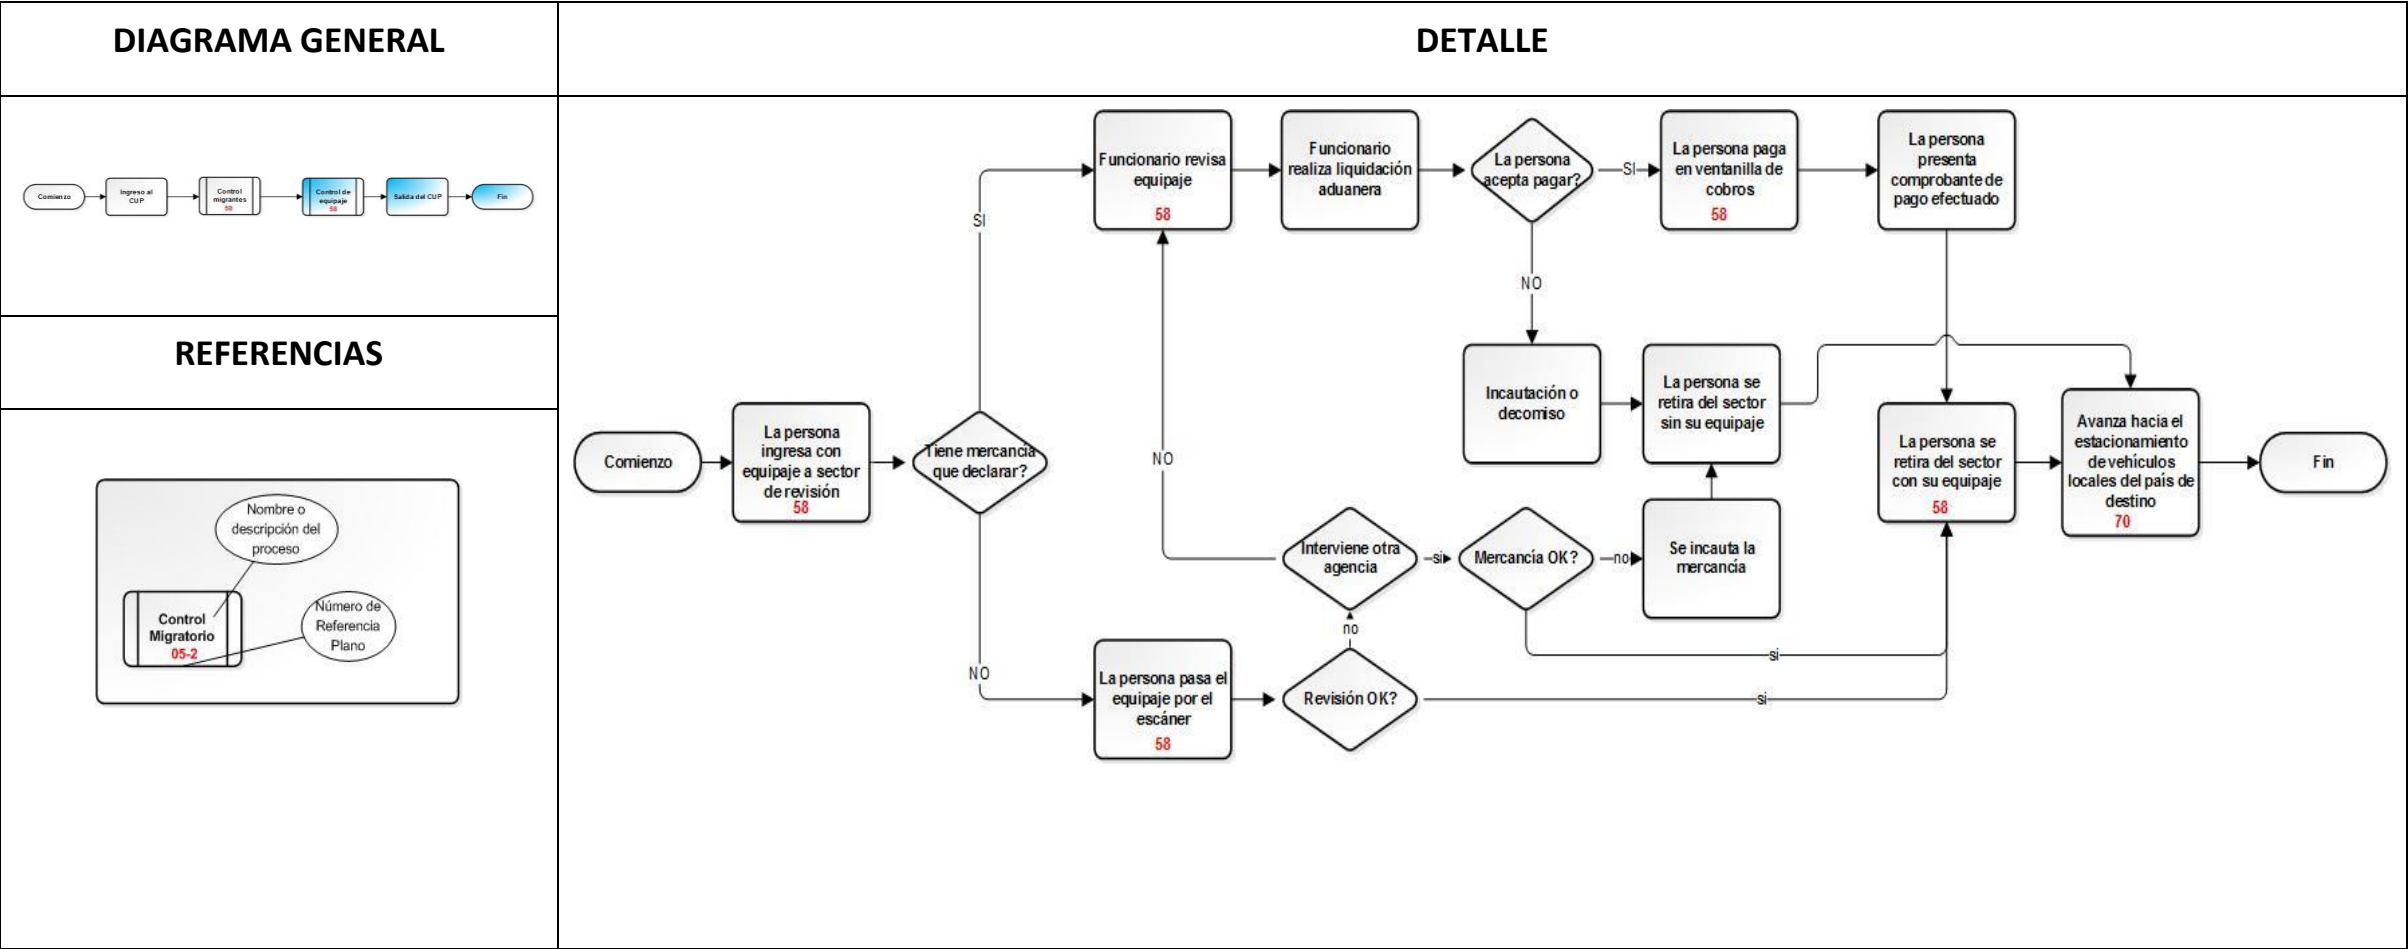 DIAGRAMA GENERAL
DETALLE
Comienzo
Ingreso al
CUP
Control
migrantes
58
Control de
equipaje
58
Salida del CUP
Fin
REFERENCIAS
Nombre o
descripción del
proceso
Control
Migratorio
05-2
Número de
Referencia
Plano
Comienzo
La persona
ingresa con
equipaje a sector
de revisión
58
Tiene mercancía
que declarar?
SI
Funcionario revisa
equipaje
58
Funcionario
realiza liquidación
aduanera
La persona
acepta pagar?
SI
La persona paga
en ventanilla de
cobros
58
La persona
presenta
comprobante de
pago efectuado
NO
Incautación o
decomiso
La persona se
retira del sector
sin su equipaje
NO
Interviene otra
agencia
si
Mercancía OK?
no
Se incauta la
mercancía
si
NO
La persona pasa el
equipaje por el
escáner
58
Revisión OK?
no
si
La persona se
retira del sector
con su equipaje
58
Avanza hacia el
estacionamiento
de vehículos
locales del país de
destino
70
Fin